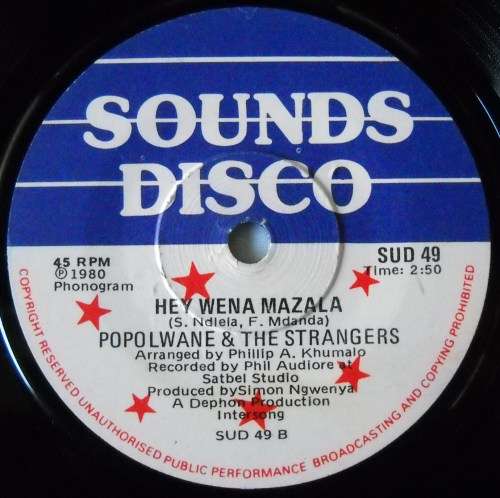 SOUNDS
DISCO
45 RPM
℗1980
Phonogram
SUD 49
Time: 2:50
HEY WENA MAZALA
(S. Ndlela, F. Mdanda)
POPOLWANE & THE STRANGERS
Arranged by Phillip A. Khumalo
Recorded by Phil Audiore at
Satbel Studio
Produced by Simon Ngwenya
A Dephon Production
Intersong
SUD 49 B
COPYRIGHT RESERVED UNAUTHORISED PUBLIC PERFORMANCE BROADCASTING AND COPYING PROHIBITED